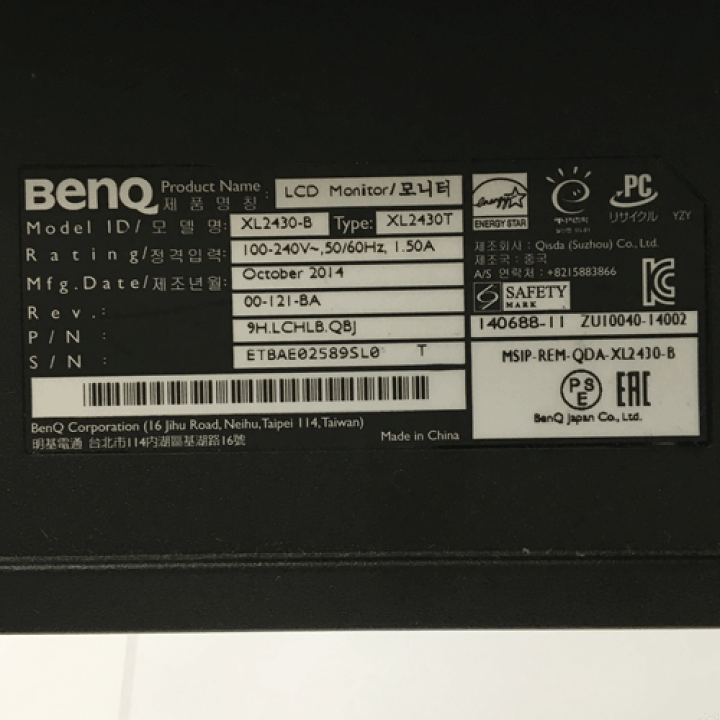 BenQ Product Name : LCD Monitor/모니터
제 품 명 칭
Model ID/모 델 명: XL2430-B Type: XL2430T
Rating/정격입력: 100-240V~,50/60Hz, 1.50A
Mfg.Date/제조년월: October 2014
Rev.: 00-121-BA
P/N : 9H.LCHLB.QBJ
S/N : ETBAE02589SL0 T
BenQ Corporation (16 Jihu Road, Neihu,Taipei 114,Taiwan)
明基電通 台北市114內湖區基湖路16號
Made in China
energy
ENERGY STAR
에너지절약
PC
リサイクル
YZY
제조회사 : Qisda (Suzhou) Co., Ltd.
제조국 : 중국
A/S 연락처 : +8215883866
SAFETY
MARK
140688-11 ZU10040-14002
MSIP-REM-QDA-XL2430-B
PSE EAC
BenQ Japan Co., Ltd.